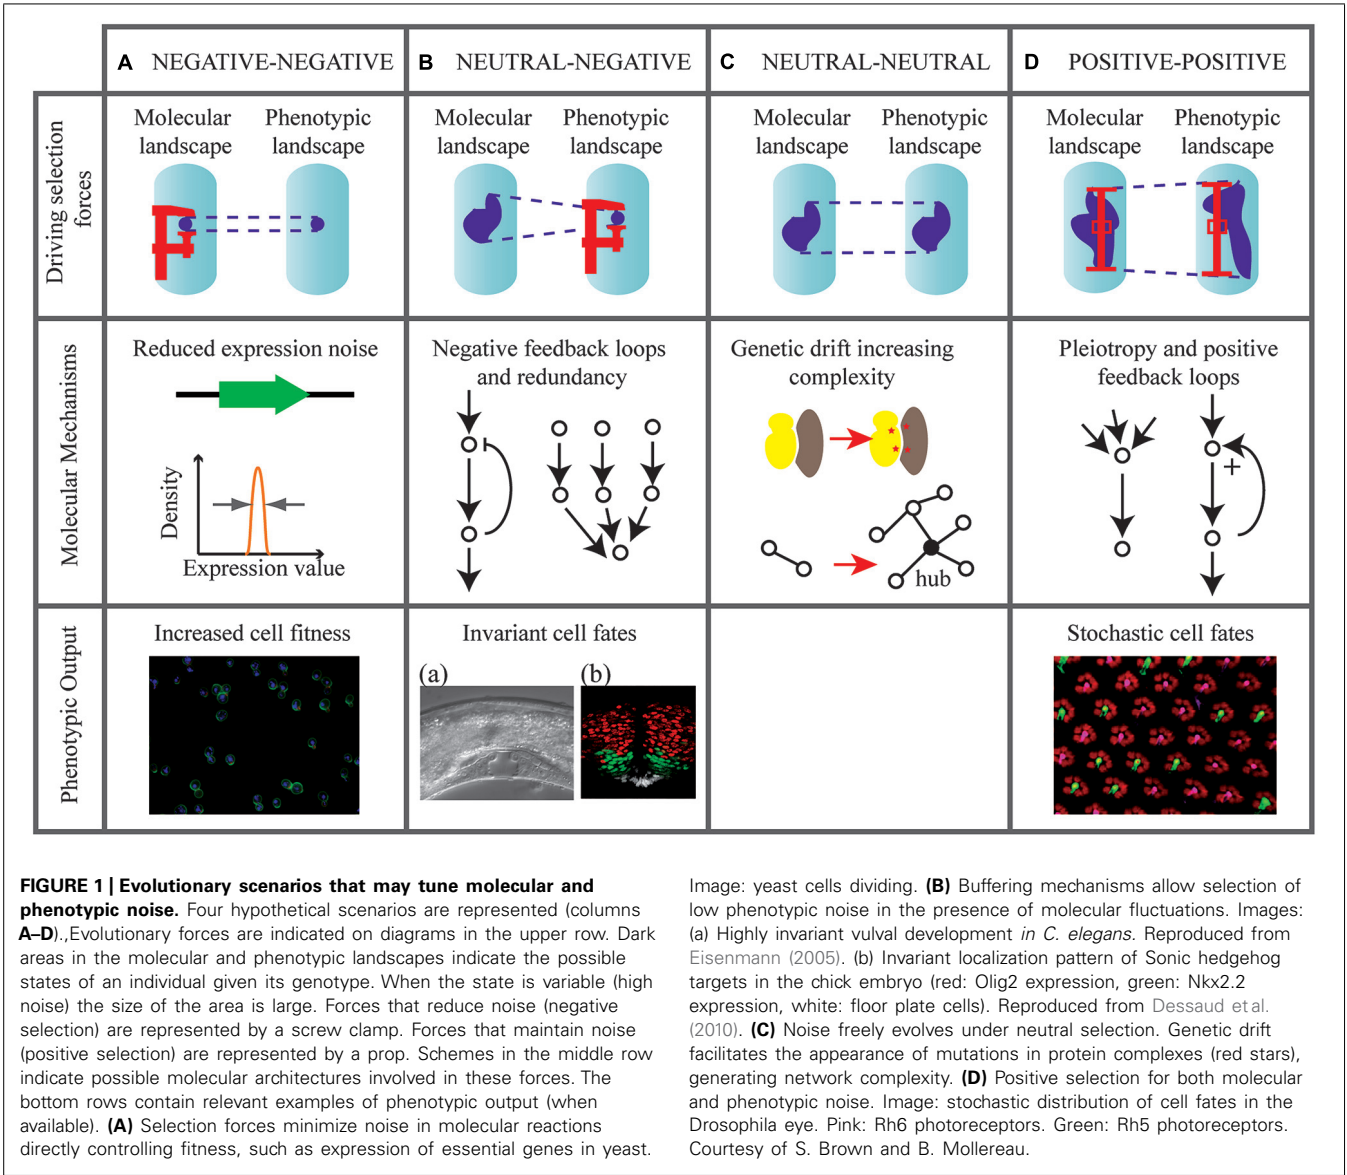 A NEGATIVE-NEGATIVE
B NEUTRAL-NEGATIVE
C NEUTRAL-NEUTRAL
D POSITIVE-POSITIVE
Driving selection
forces
Molecular
landscape
Phenotypic
landscape
Molecular
landscape
Phenotypic
landscape
Molecular
landscape
Phenotypic
landscape
Molecular
landscape
Phenotypic
landscape
Molecular Mechanisms
Reduced expression noise
Density
Expression value
Negative feedback loops
and redundancy
Genetic drift increasing
complexity
hub
Pleiotropy and positive
feedback loops
+
Phenotypic Output
Increased cell fitness
Invariant cell fates
(a)
(b)
Stochastic cell fates
FIGURE 1 | Evolutionary scenarios that may tune molecular and
phenotypic noise. Four hypothetical scenarios are represented (columns
A–D).,Evolutionary forces are indicated on diagrams in the upper row. Dark
areas in the molecular and phenotypic landscapes indicate the possible
states of an individual given its genotype. When the state is variable (high
noise) the size of the area is large. Forces that reduce noise (negative
selection) are represented by a screw clamp. Forces that maintain noise
(positive selection) are represented by a prop. Schemes in the middle row
indicate possible molecular architectures involved in these forces. The
bottom rows contain relevant examples of phenotypic output (when
available). (A) Selection forces minimize noise in molecular reactions
directly controlling fitness, such as expression of essential genes in yeast.
Image: yeast cells dividing. (B) Buffering mechanisms allow selection of
low phenotypic noise in the presence of molecular fluctuations. Images:
(a) Highly invariant vulval development in C. elegans. Reproduced from
Eisenmann (2005). (b) Invariant localization pattern of Sonic hedgehog
targets in the chick embryo (red: Olig2 expression, green: Nkx2.2
expression, white: floor plate cells). Reproduced from Dessaud et al.
(2010). (C) Noise freely evolves under neutral selection. Genetic drift
facilitates the appearance of mutations in protein complexes (red stars),
generating network complexity. (D) Positive selection for both molecular
and phenotypic noise. Image: stochastic distribution of cell fates in the
Drosophila eye. Pink: Rh6 photoreceptors. Green: Rh5 photoreceptors.
Courtesy of S. Brown and B. Mollereau.